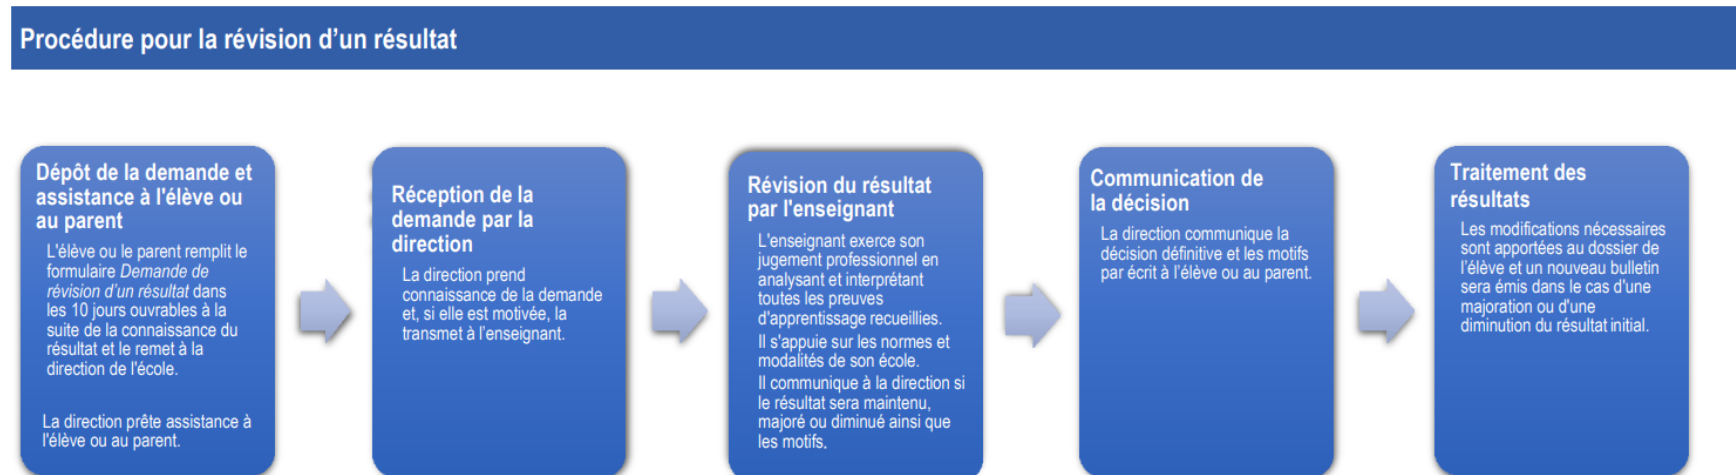 Procédure pour la révision d’un résultat
Dépôt de la demande et
assistance à l'élève ou
au parent
L'élève ou le parent remplit le
formulaire Demande de
révision d’un résultat dans
les 10 jours ouvrables à la
suite de la connaissance du
résultat et le remet à la
direction de l'école.
La direction prête assistance à
l'élève ou au parent.
Réception de la
demande par la
direction
La direction prend
connaissance de la demande
et, si elle est motivée, la
transmet à l’enseignant.
Révision du résultat
par l'enseignant
L'enseignant exerce son
jugement professionnel en
analysant et interprétant
toutes les preuves
d'apprentissage recueillies.
Il s'appuie sur les normes et
modalités de son école.
Il communique à la direction si
le résultat sera maintenu,
majoré ou diminué ainsi que
les motifs.
Communication de
la décision
La direction communique la
décision définitive et les motifs
par écrit à l’élève ou au parent.
Traitement des
résultats
Les modifications nécessaires
sont apportées au dossier de
l’élève et un nouveau bulletin
sera émis dans le cas d'une
majoration ou d'une
diminution du résultat initial.